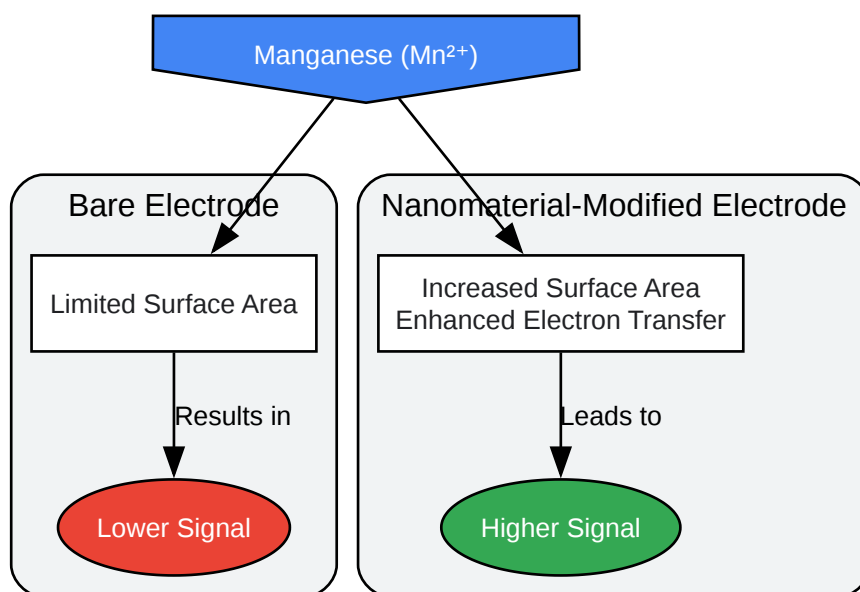 Manganese (Mn²⁺)
Bare Electrode
Nanomaterial-Modified Electrode
Limited Surface Area
Increased Surface Area
Enhanced Electron Transfer
Results in
Leads to
Lower Signal
Higher Signal